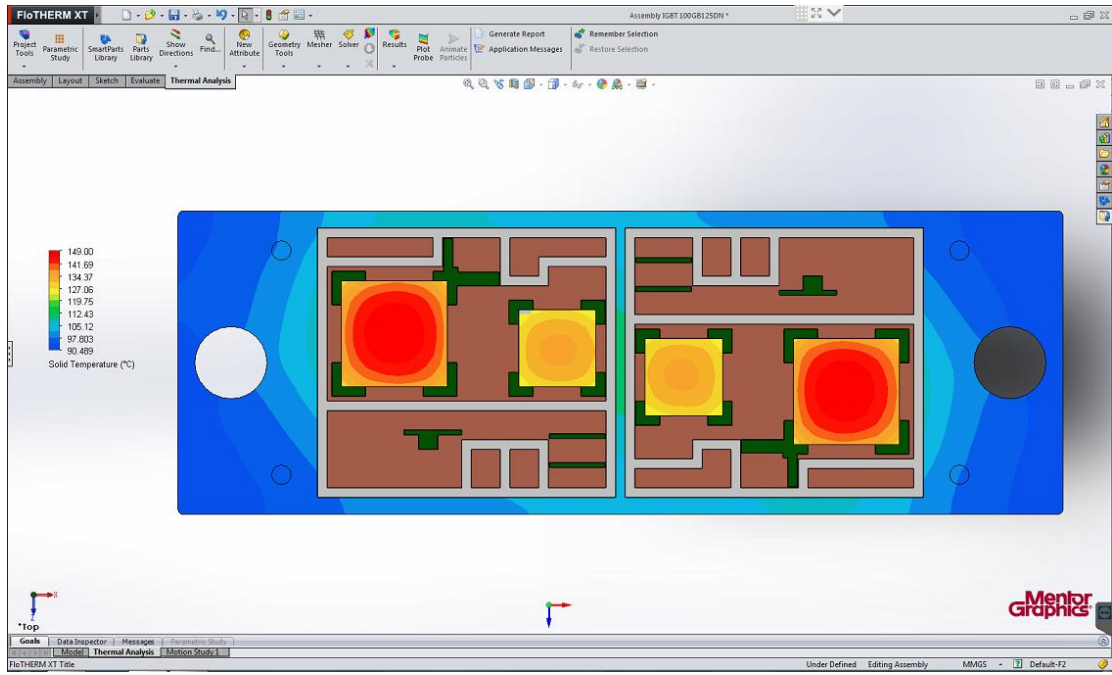 FloTHERM XT
Assembly IGBT 100GB125DN *
Project Tools
Parametric Study
SmartParts Library
Parts Library
Show Directions
Find...
New Attribute
Geometry Tools
Mesher
Solver
Results
Plot Probe
Animate Particles
Generate Report
Application Messages
Remember Selection
Restore Selection
Assembly Layout Sketch Evaluate Thermal Analysis
149.00
141.69
134.37
127.06
119.75
112.43
105.12
97.803
90.489
Solid Temperature (°C)
X
Z
*Top
Mentor Graphics
Goals Data Inspector Messages Parametric Study
Model Thermal Analysis Motion Study 1
FloTHERM XT Title
Under Defined Editing Assembly MMGS Default-F2